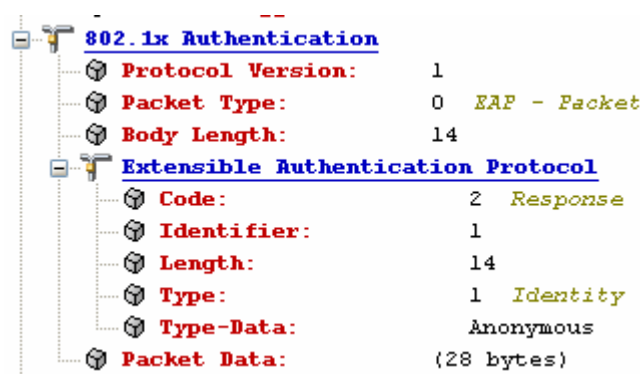 802.1x Authentication
Protocol Version: 1
Packet Type: 0 EAP - Packet
Body Length: 14
Extensible Authentication Protocol
Code: 2 Response
Identifier: 1
Length: 14
Type: 1 Identity
Type-Data: Anonymous
Packet Data: (28 bytes)